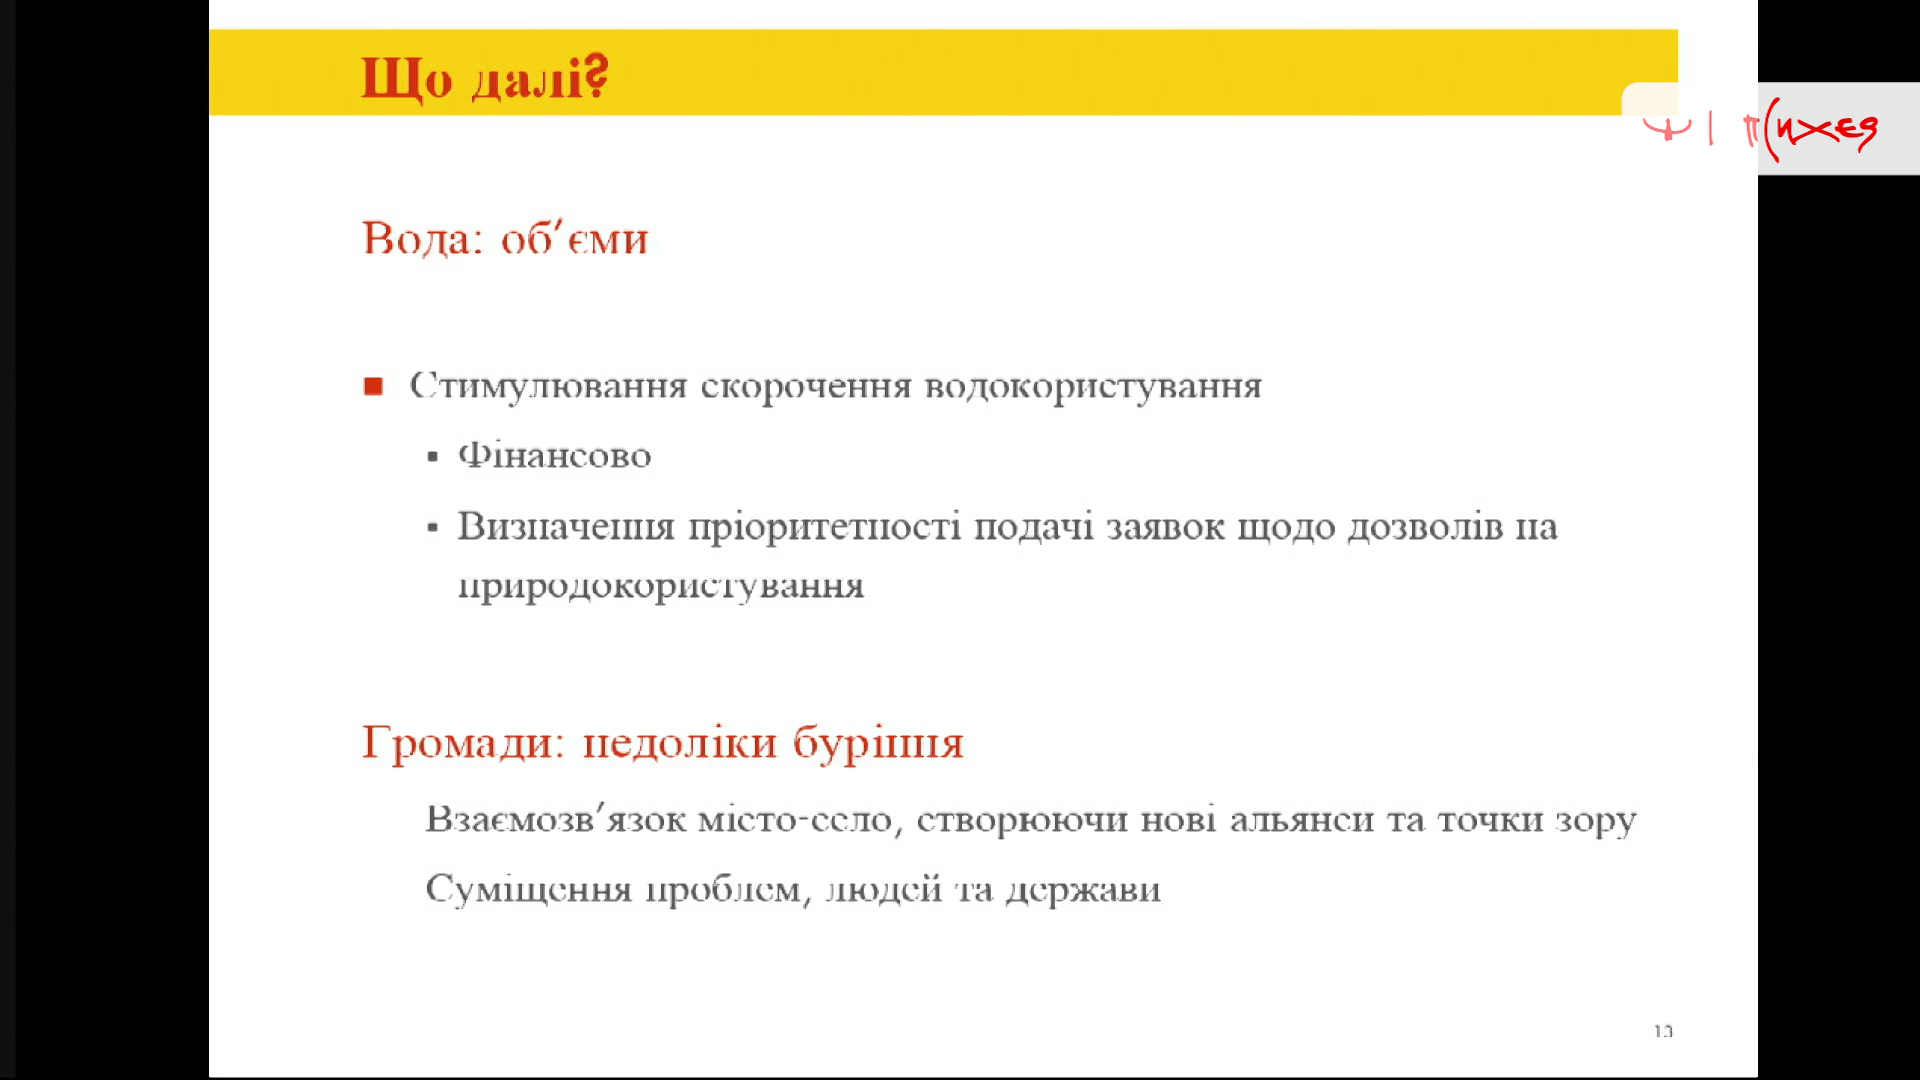 Що далі?
Вода: об’єми
Стимулювання скорочення водокористування
Фінансово
Визначення пріоритетності подачі заявок щодо дозволів на
природокористування
Громади: недоліки буріння
Взаємозв’язок місто-село, створюючи нові альянси та точки зору
Суміщення проблем, людей та держави
13